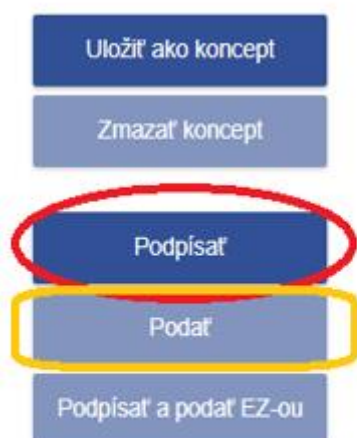 Uložiť ako koncept
Zmazať koncept
Podpísať
Podať
Podpísať a podať EZ-ou